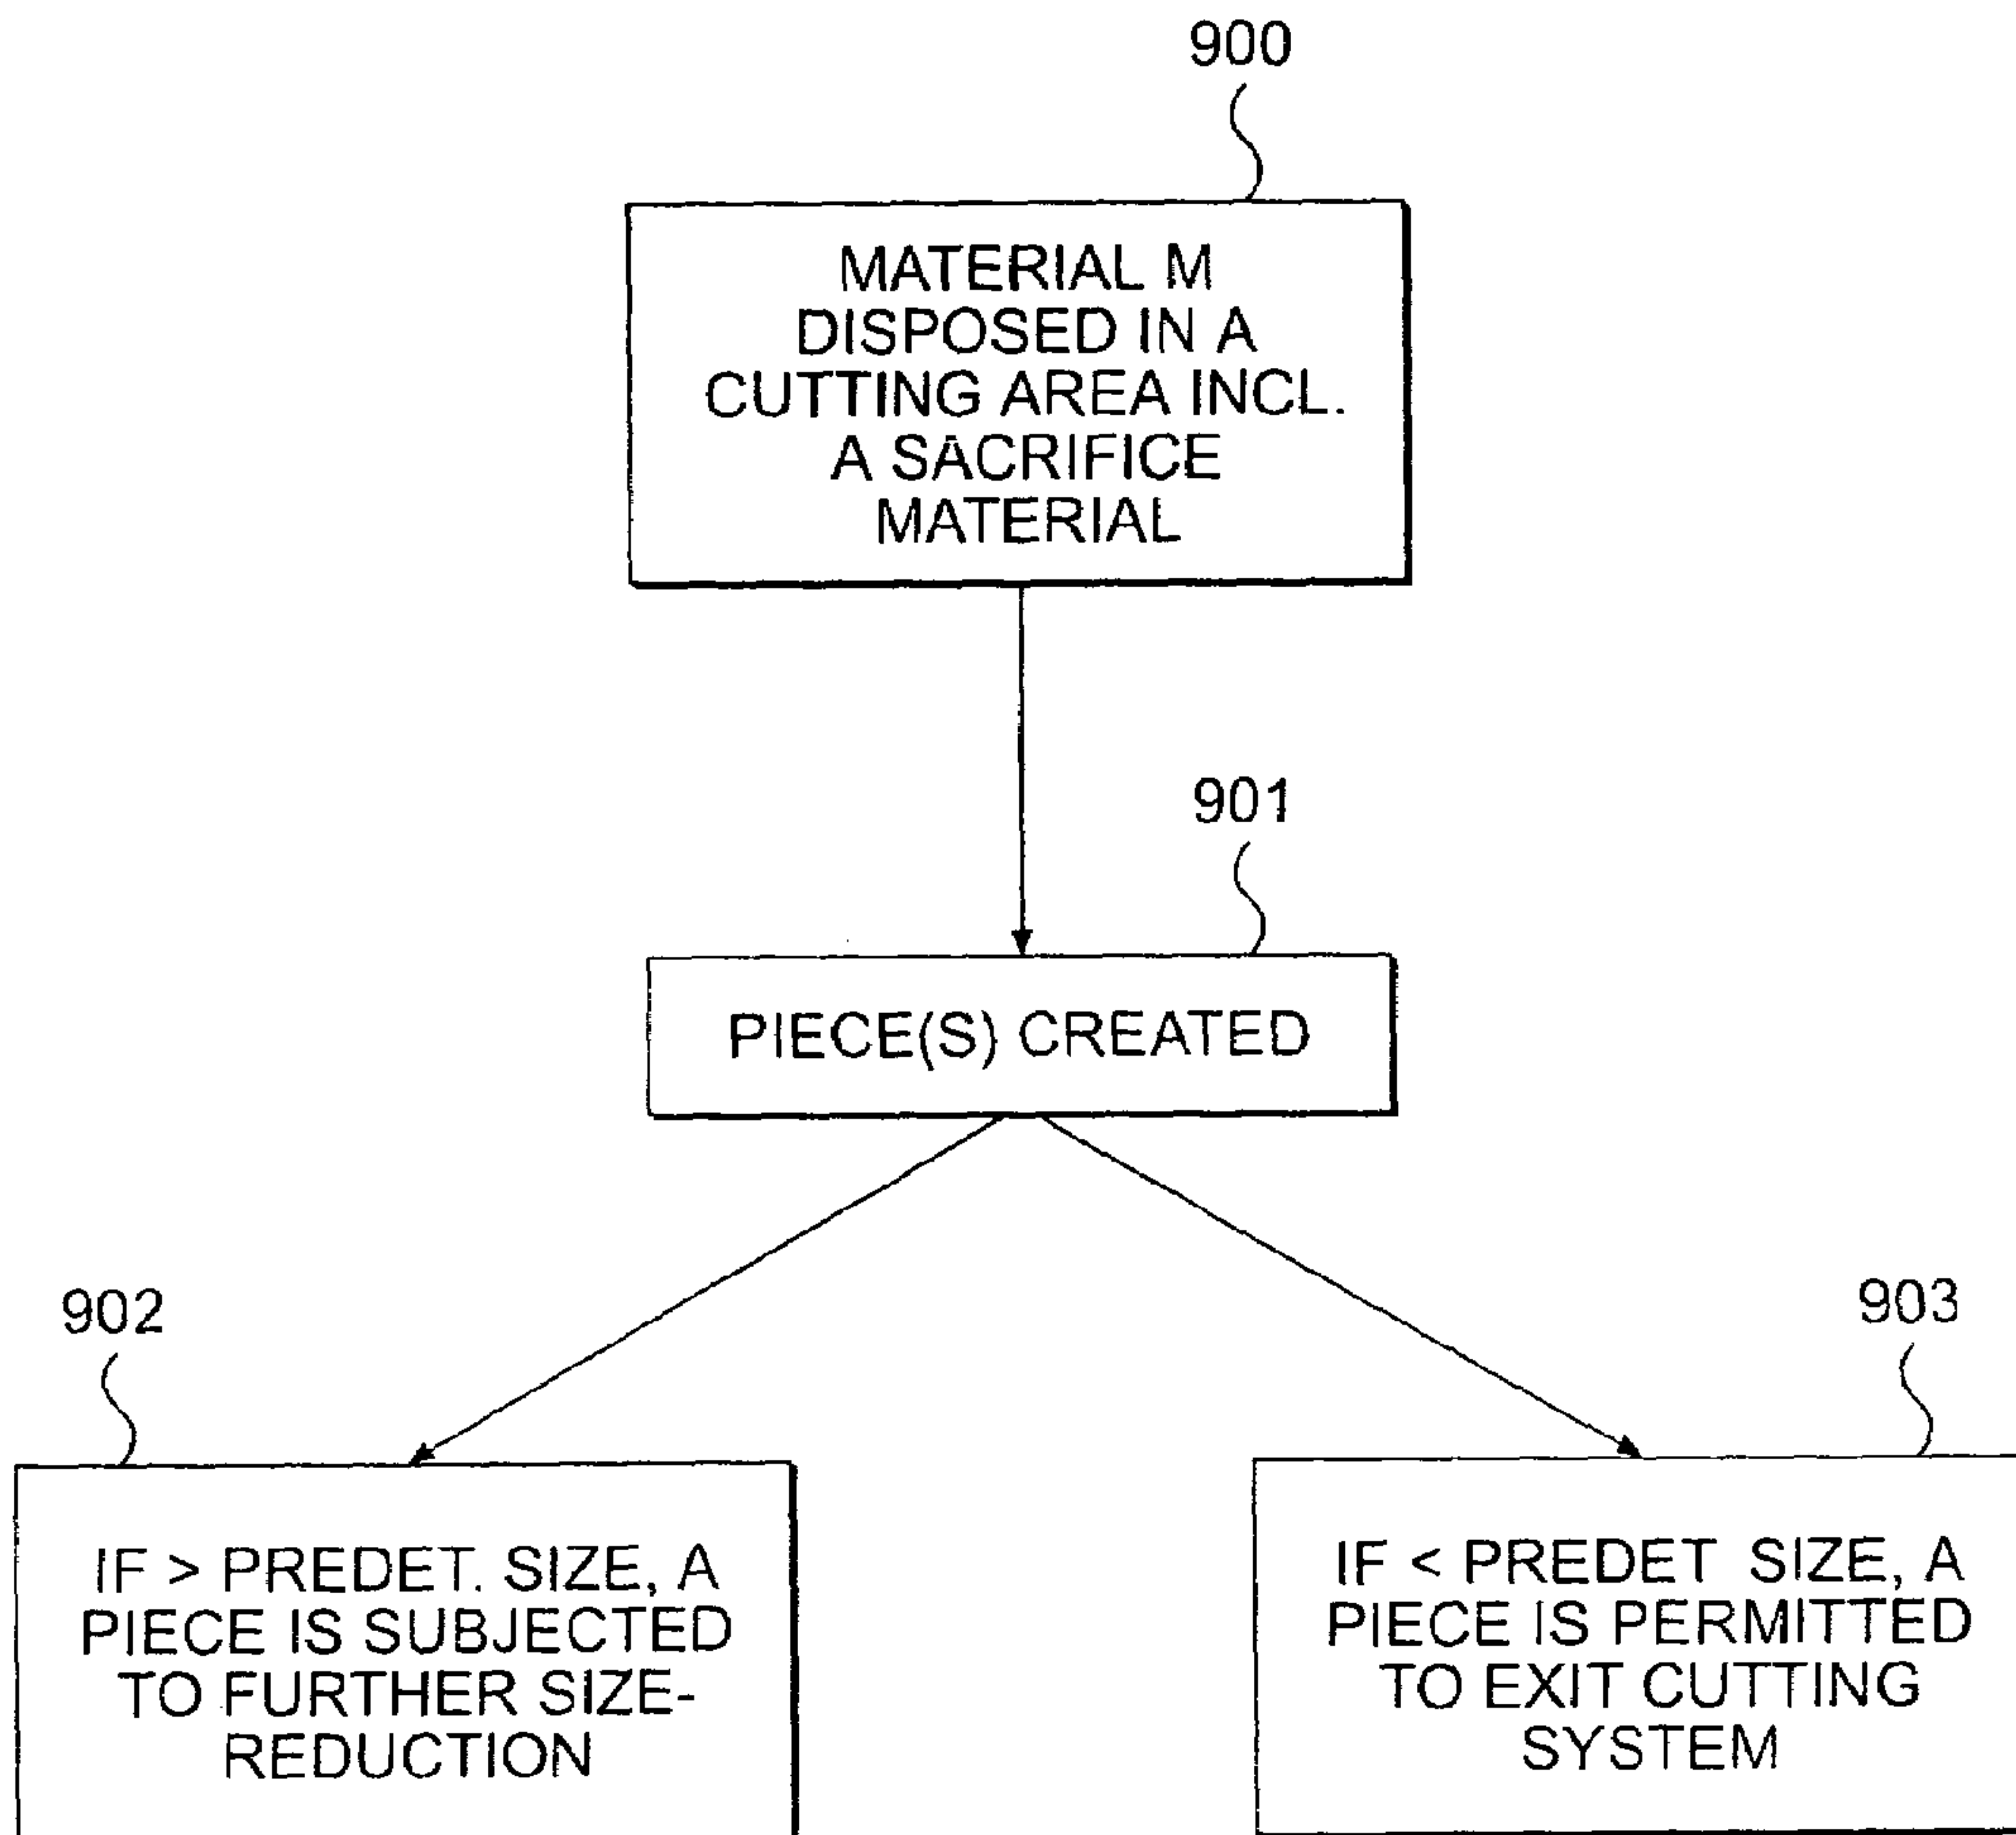 900
MATERIAL M
DISPOSED IN A
CUTTING AREA INCL.
A SACRIFICE
MATERIAL
901
PIECE(S) CREATED
902
IF > PREDET. SIZE, A
PIECE IS SUBJECTED
TO FURTHER SIZE-
REDUCTION
903
IF < PREDET SIZE, A
PIECE IS PERMITTED
TO EXIT CUTTING
SYSTEM